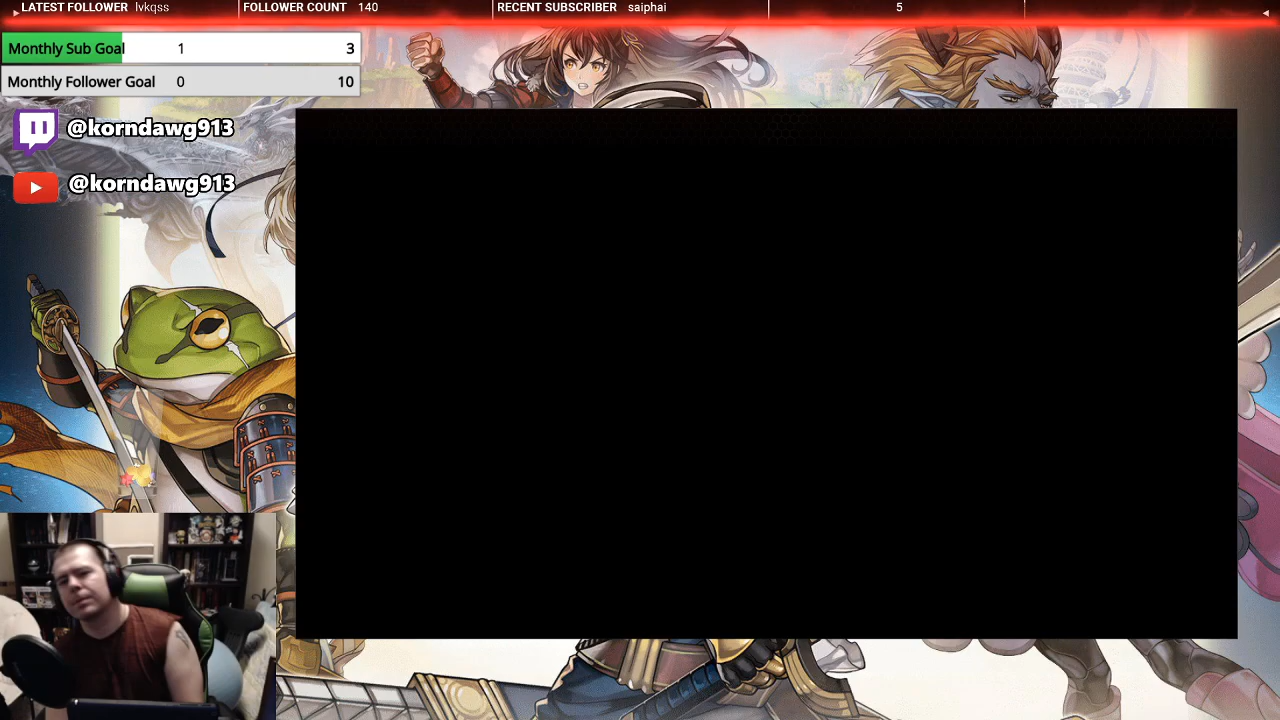 LATEST FOLLOWER lvkqss FOLLOWER COUNT 140 RECENT SUBSCRIBER saiphai 5
Monthly Sub Goal 1 3
Monthly Follower Goal 0 10
@korndawg913
@korndawg913